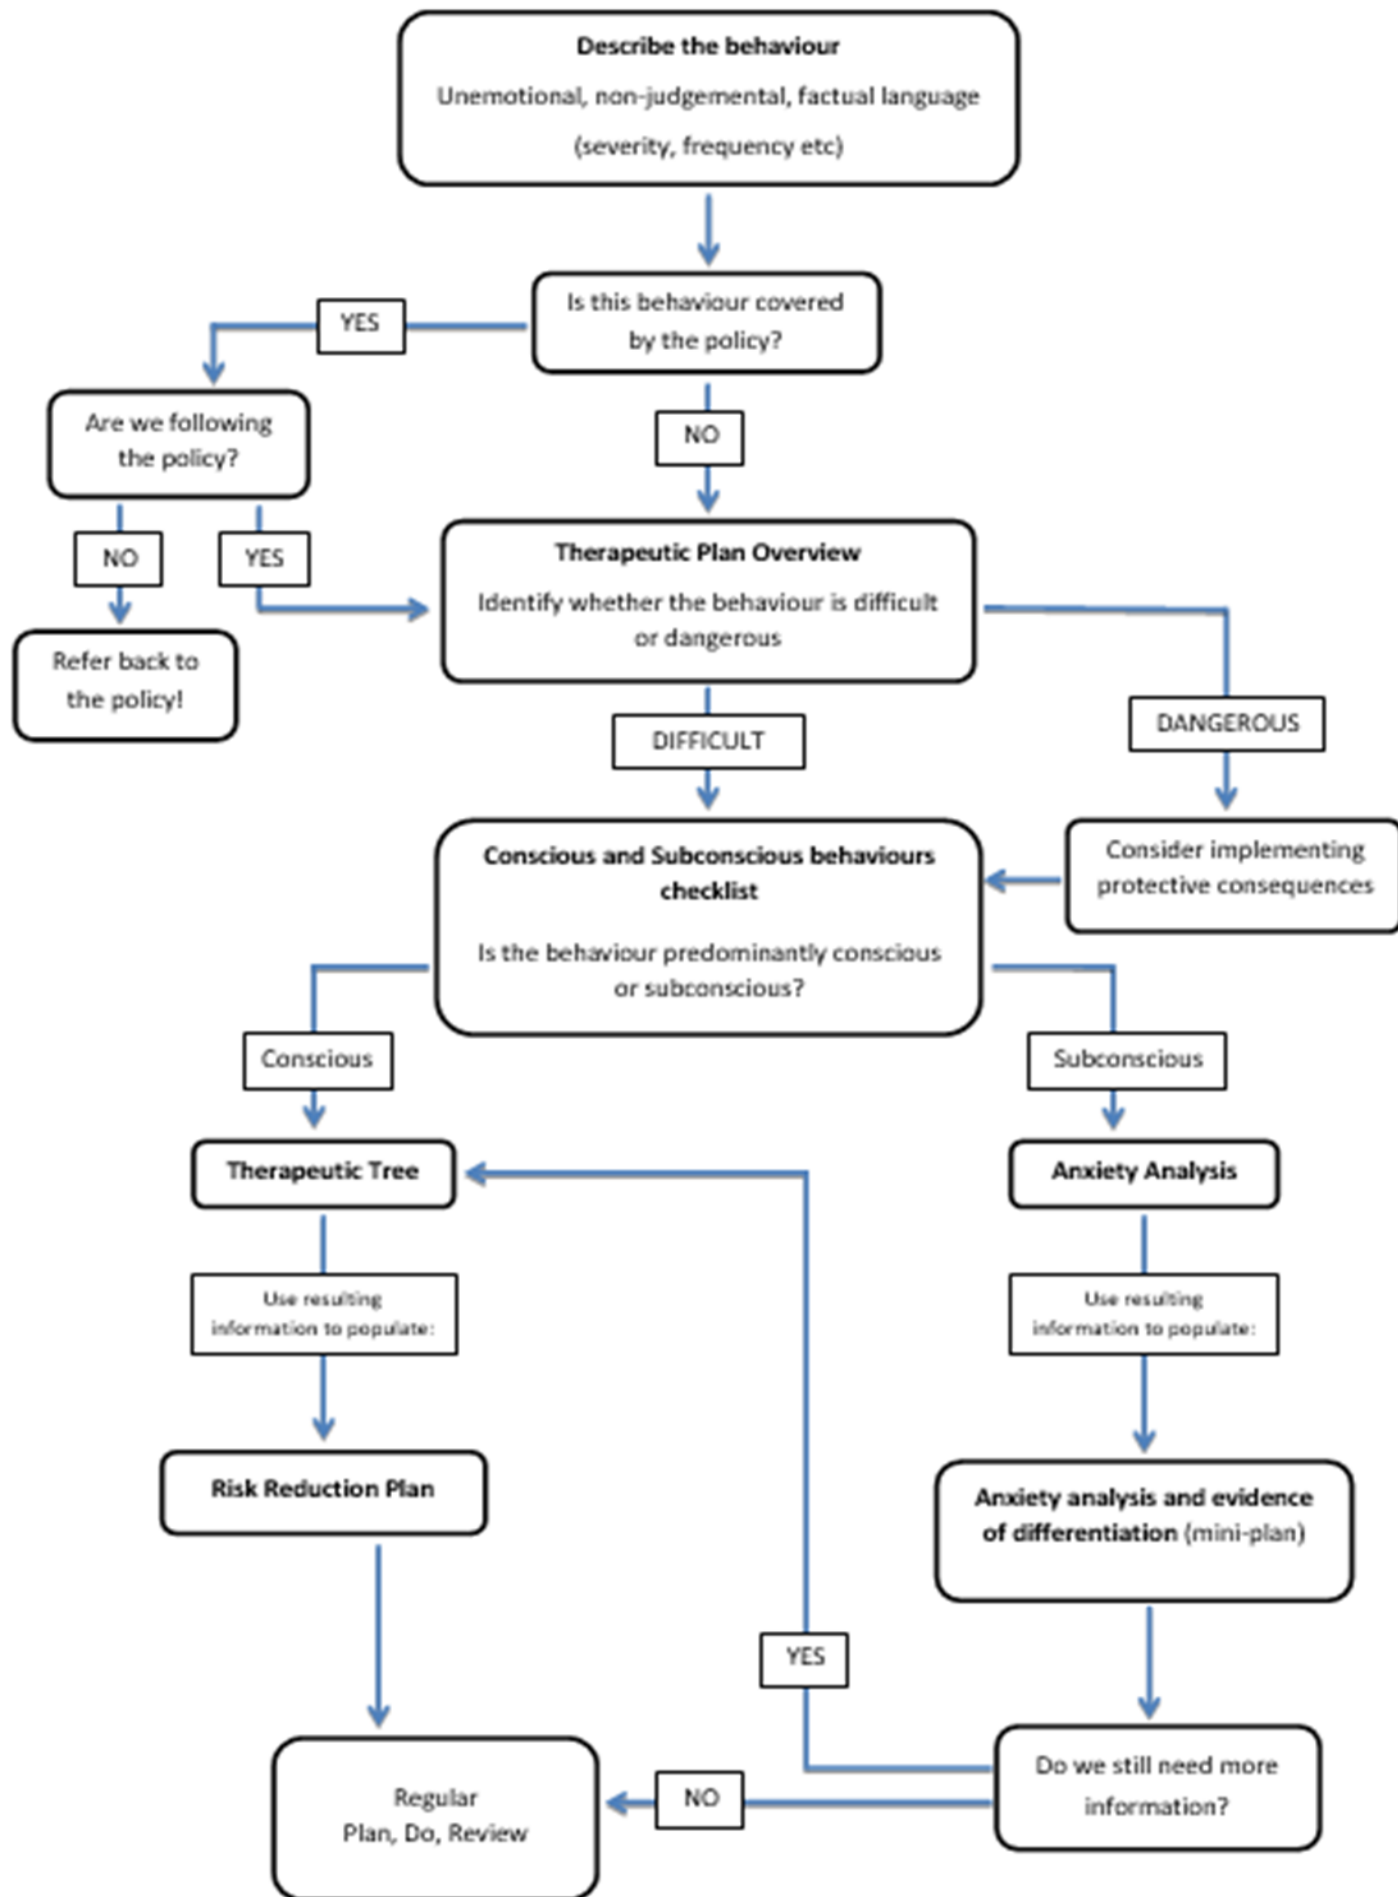 Describe the behaviour
Unemotional, non-judgemental, factual language
(severity, frequency etc)
Is this behaviour covered
by the policy?
YES
Are we following
the policy?
NO
NO
YES
Refer back to
the policy!
Therapeutic Plan Overview
Identify whether the behaviour is difficult
or dangerous
DIFFICULT
DANGEROUS
Conscious and Subconscious behaviours
checklist
Is the behaviour predominantly conscious
or subconscious?
Consider implementing
protective consequences
Conscious
Subconscious
Therapeutic Tree
Anxiety Analysis
Use resulting
information to populate:
Use resulting
information to populate:
Risk Reduction Plan
Anxiety analysis and evidence
of differentiation (mini-plan)
YES
Do we still need more
information?
NO
Regular
Plan, Do, Review